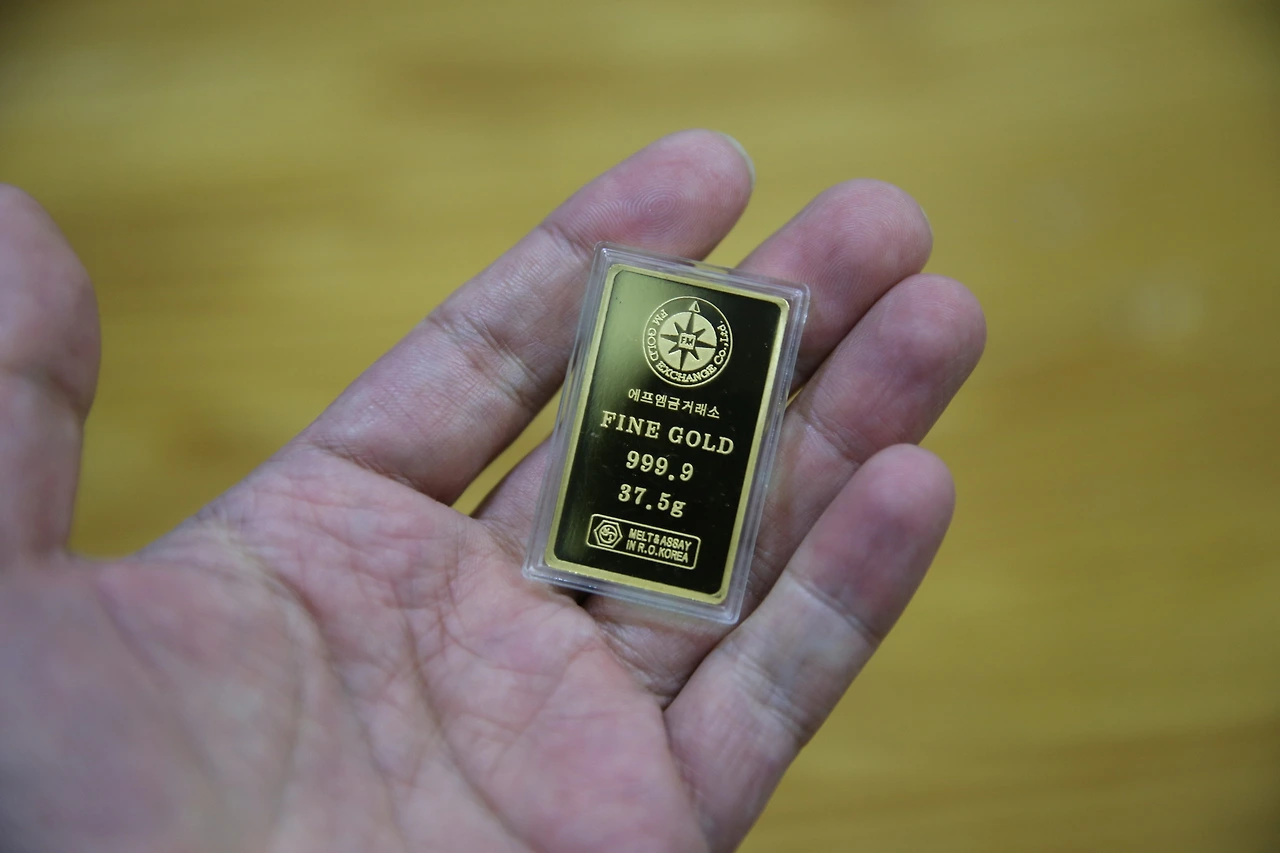 FM GOLD EXCHANGE Co.,Ltd.
FM
에프엠금거래소
FINE GOLD
999.9
37.5g
MELT&ASSAY
IN R.O.KOREA